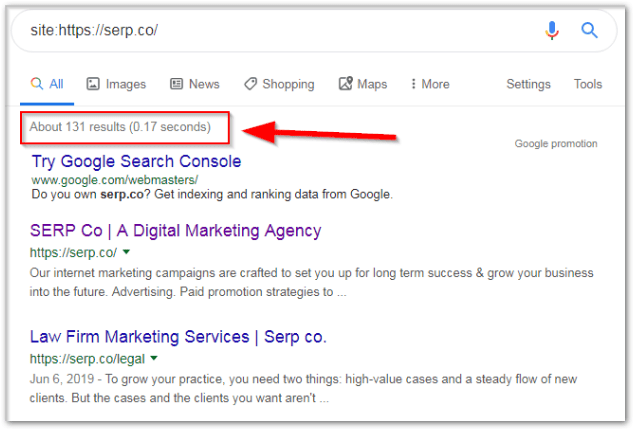 site:https://serp.co/
All Images News Shopping Maps More Settings Tools
About 131 results (0.17 seconds)
Google promotion
Try Google Search Console
www.google.com/webmasters/
Do you own serp.co? Get indexing and ranking data from Google.
SERP Co | A Digital Marketing Agency
https://serp.co/
Our internet marketing campaigns are crafted to set you up for long term success & grow your business
into the future. Advertising. Paid promotion strategies to ...
Law Firm Marketing Services | Serp co.
https://serp.co/legal
Jun 6, 2019 - To grow your practice, you need two things: high-value cases and a steady flow of new
clients. But the cases and the clients you want aren't ...